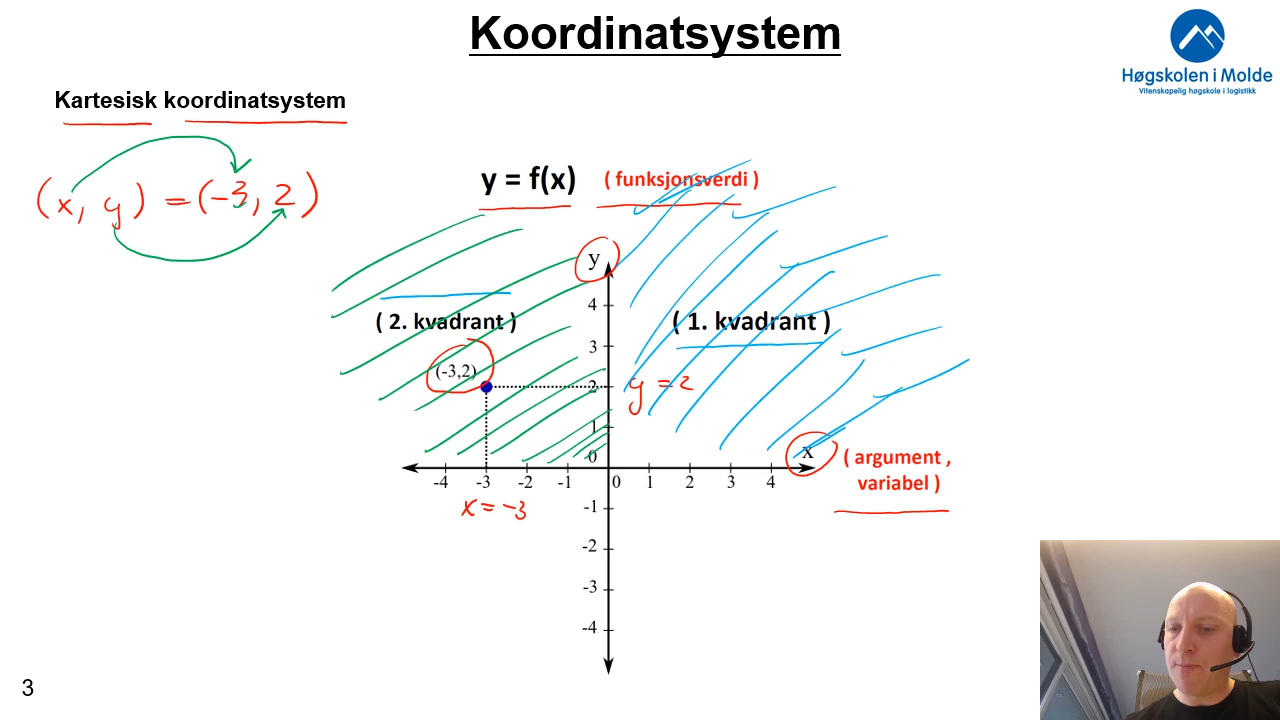 Koordinatsystem
Høgskolen i Molde
Vitenskapelig høgskole i logistikk
Kartesisk koordinatsystem
(x, y) = (-3, 2)
y = f(x) ( funksjonsverdi )
y
4
( 2. kvadrant ) ( 1. kvadrant )
3
(-3,2)
2 y = 2
1
0 x
( argument ,
variabel )
-4 -3 -2 -1 0 1 2 3 4
x = -3
-1
-2
-3
-4
3